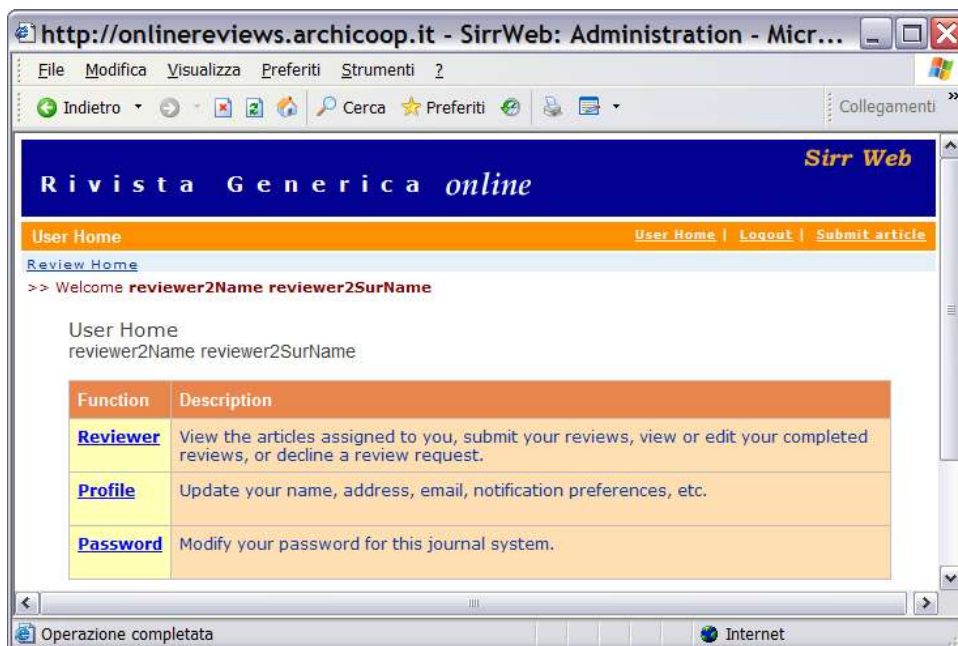 http://onlinereviews.archicoop.it - SirrWeb: Administration - Micr...
File Modifica Visualizza Preferiti Strumenti ?
Indietro Cerca Preferiti Collegamenti »
Sirr Web
Rivista Generica online
User Home User Home | Logout | Submit article
Review Home
>> Welcome reviewer2Name reviewer2SurName
User Home
reviewer2Name reviewer2SurName
Function Description
Reviewer View the articles assigned to you, submit your reviews, view or edit your completed
reviews, or decline a review request.
Profile Update your name, address, email, notification preferences, etc.
Password Modify your password for this journal system.
Operazione completata Internet